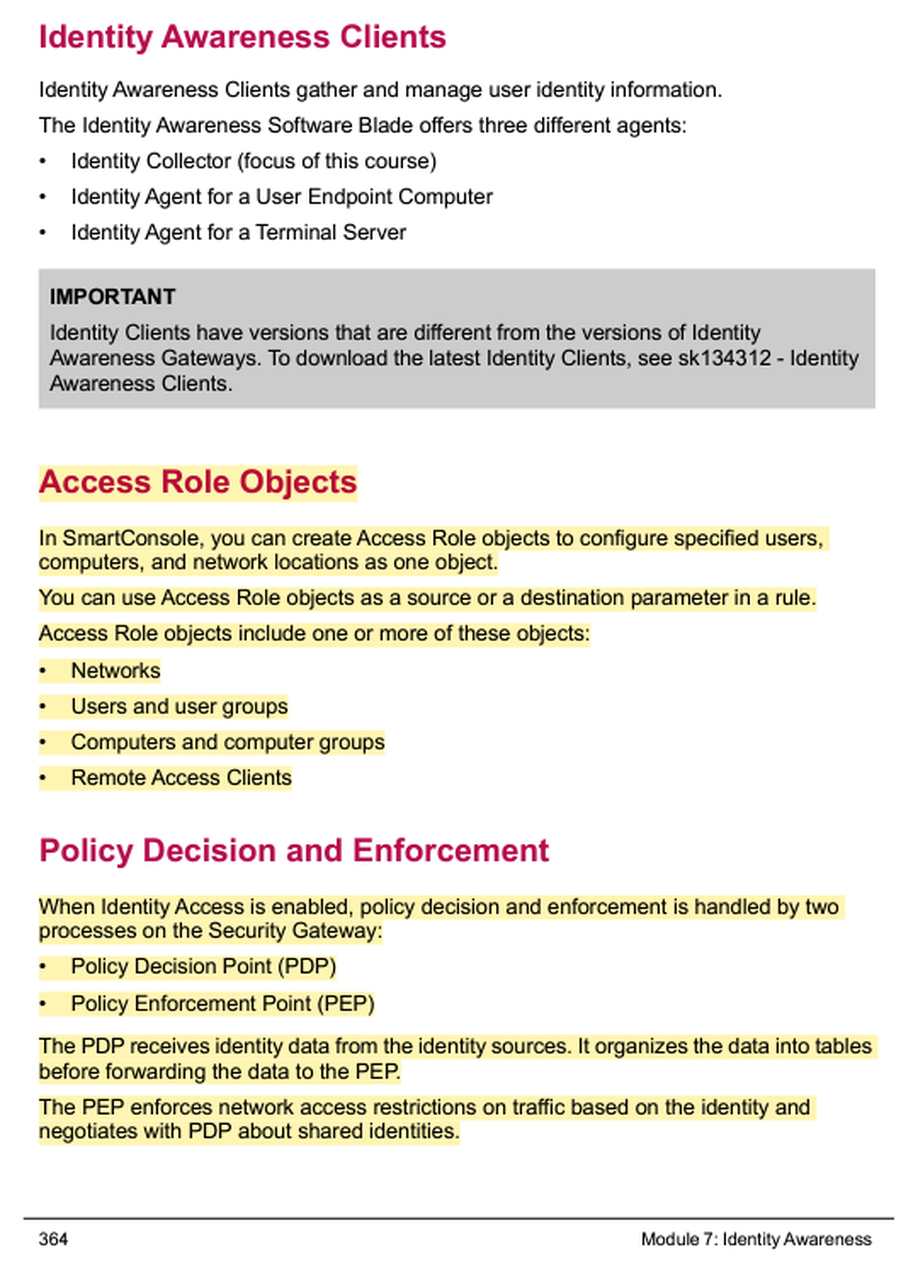 Identity Awareness Clients
Identity Awareness Clients gather and manage user identity information.
The Identity Awareness Software Blade offers three different agents:
• Identity Collector (focus of this course)
• Identity Agent for a User Endpoint Computer
• Identity Agent for a Terminal Server
IMPORTANT
Identity Clients have versions that are different from the versions of Identity
Awareness Gateways. To download the latest Identity Clients, see sk134312 - Identity
Awareness Clients.
Access Role Objects
In SmartConsole, you can create Access Role objects to configure specified users,
computers, and network locations as one object.
You can use Access Role objects as a source or a destination parameter in a rule.
Access Role objects include one or more of these objects:
• Networks
• Users and user groups
• Computers and computer groups
• Remote Access Clients
Policy Decision and Enforcement
When Identity Access is enabled, policy decision and enforcement is handled by two
processes on the Security Gateway:
• Policy Decision Point (PDP)
• Policy Enforcement Point (PEP)
The PDP receives identity data from the identity sources. It organizes the data into tables
before forwarding the data to the PEP.
The PEP enforces network access restrictions on traffic based on the identity and
negotiates with PDP about shared identities.
364 Module 7: Identity Awareness